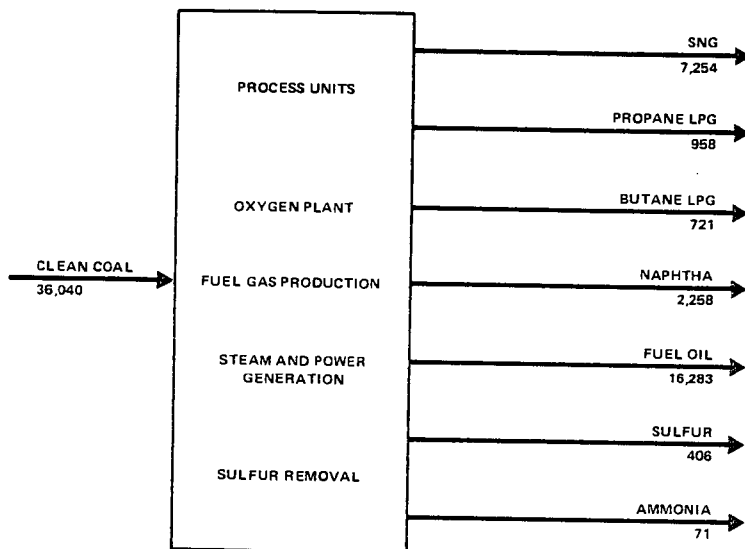 SNG
7,254
PROCESS UNITS
PROPANE LPG
958
OXYGEN PLANT
BUTANE LPG
721
CLEAN COAL
36,040
FUEL GAS PRODUCTION
NAPHTHA
2,258
STEAM AND POWER
GENERATION
FUEL OIL
16,283
SULFUR REMOVAL
SULFUR
406
AMMONIA
71